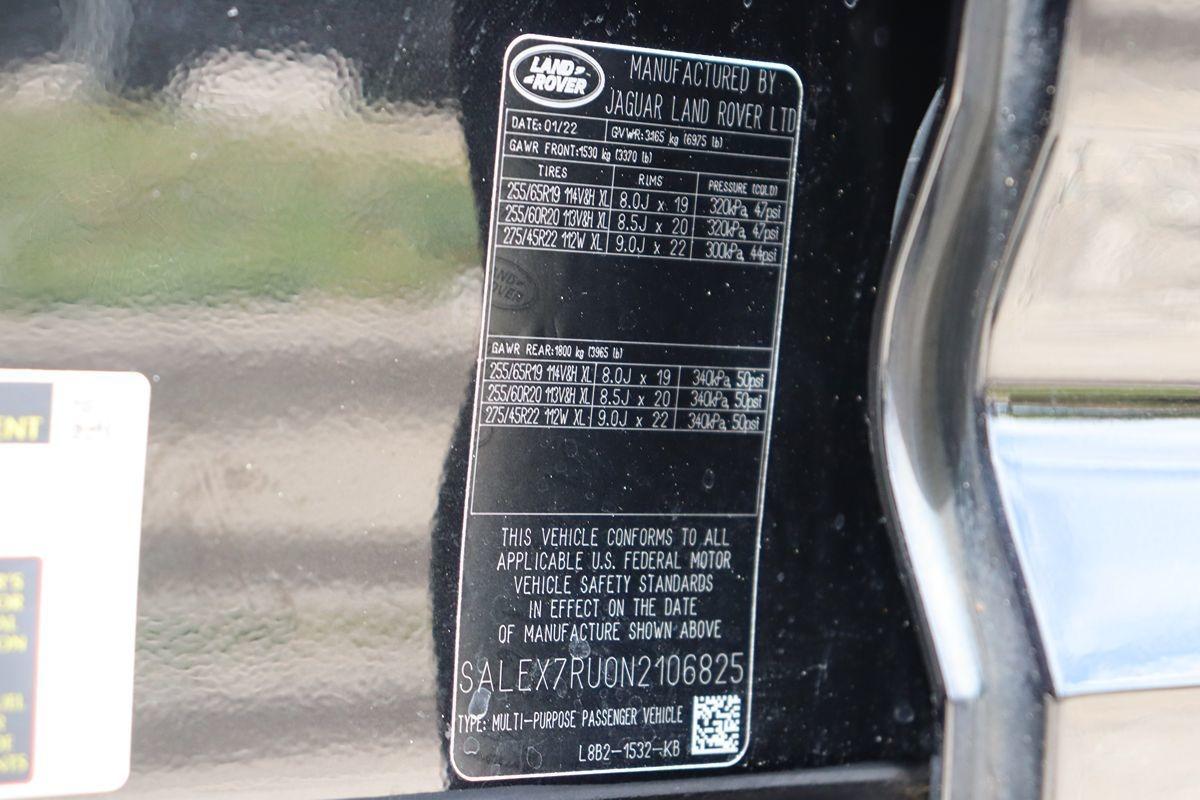 LAND ROVER
MANUFACTURED BY
JAGUAR LAND ROVER LTD
DATE: 01/22 GVWR: 3165 kg (6975 lb)
GAWR FRONT: 1530 kg (3370 lb)
TIRES RIMS PRESSURE (COLD)
255/65R19 114V&H XL 8.0J x 19 320kPa, 47psi
255/60R20 113V&H XL 8.5J x 20 320kPa, 47psi
275/45R22 112W XL 9.0J x 22 300kPa, 44psi
GAWR REAR: 1800 kg (3965 lb)
255/65R19 114V&H XL 8.0J x 19 340kPa, 50psi
255/60R20 113V&H XL 8.5J x 20 340kPa, 50psi
275/45R22 112W XL 9.0J x 22 340kPa, 50psi
THIS VEHICLE CONFORMS TO ALL
APPLICABLE U.S. FEDERAL MOTOR
VEHICLE SAFETY STANDARDS
IN EFFECT ON THE DATE
OF MANUFACTURE SHOWN ABOVE
SALEX7RU0N2106825
TYPE: MULTI-PURPOSE PASSENGER VEHICLE
L8B2-1532-KB